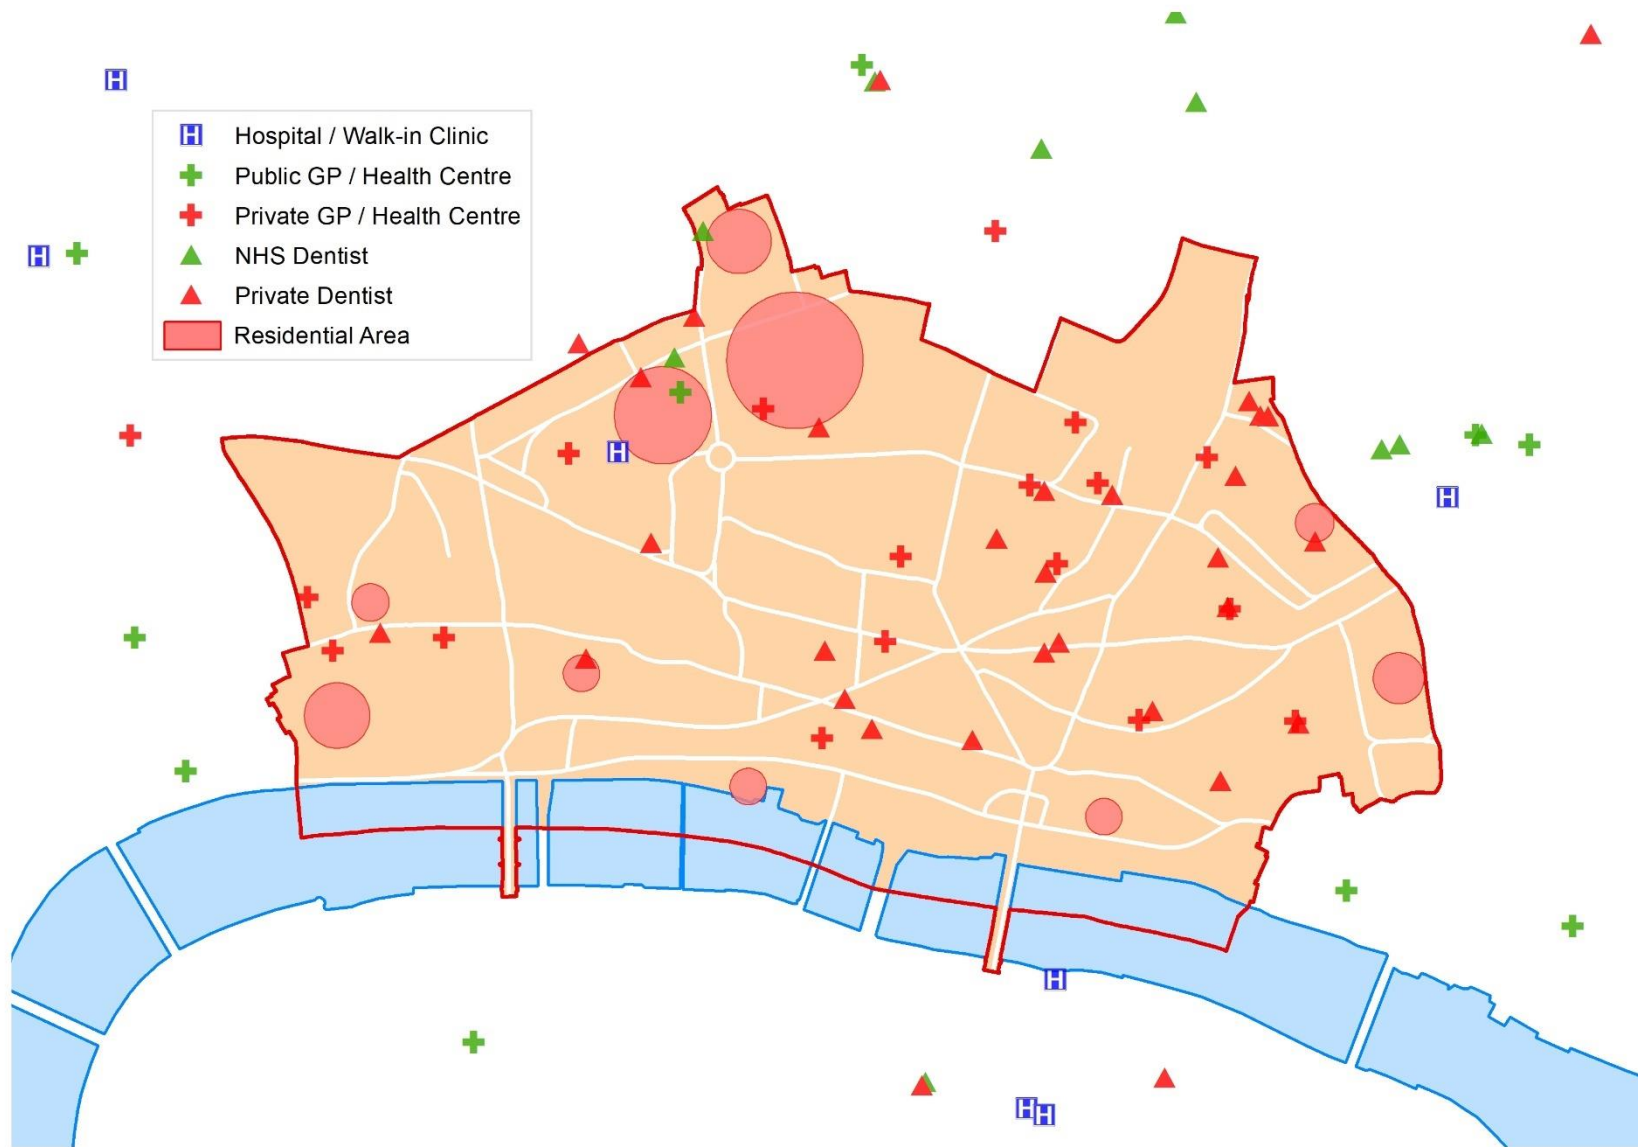 H
H Hospital / Walk-in Clinic
Public GP / Health Centre
Private GP / Health Centre
H NHS Dentist
Private Dentist
Residential Area
H
H
H
H H